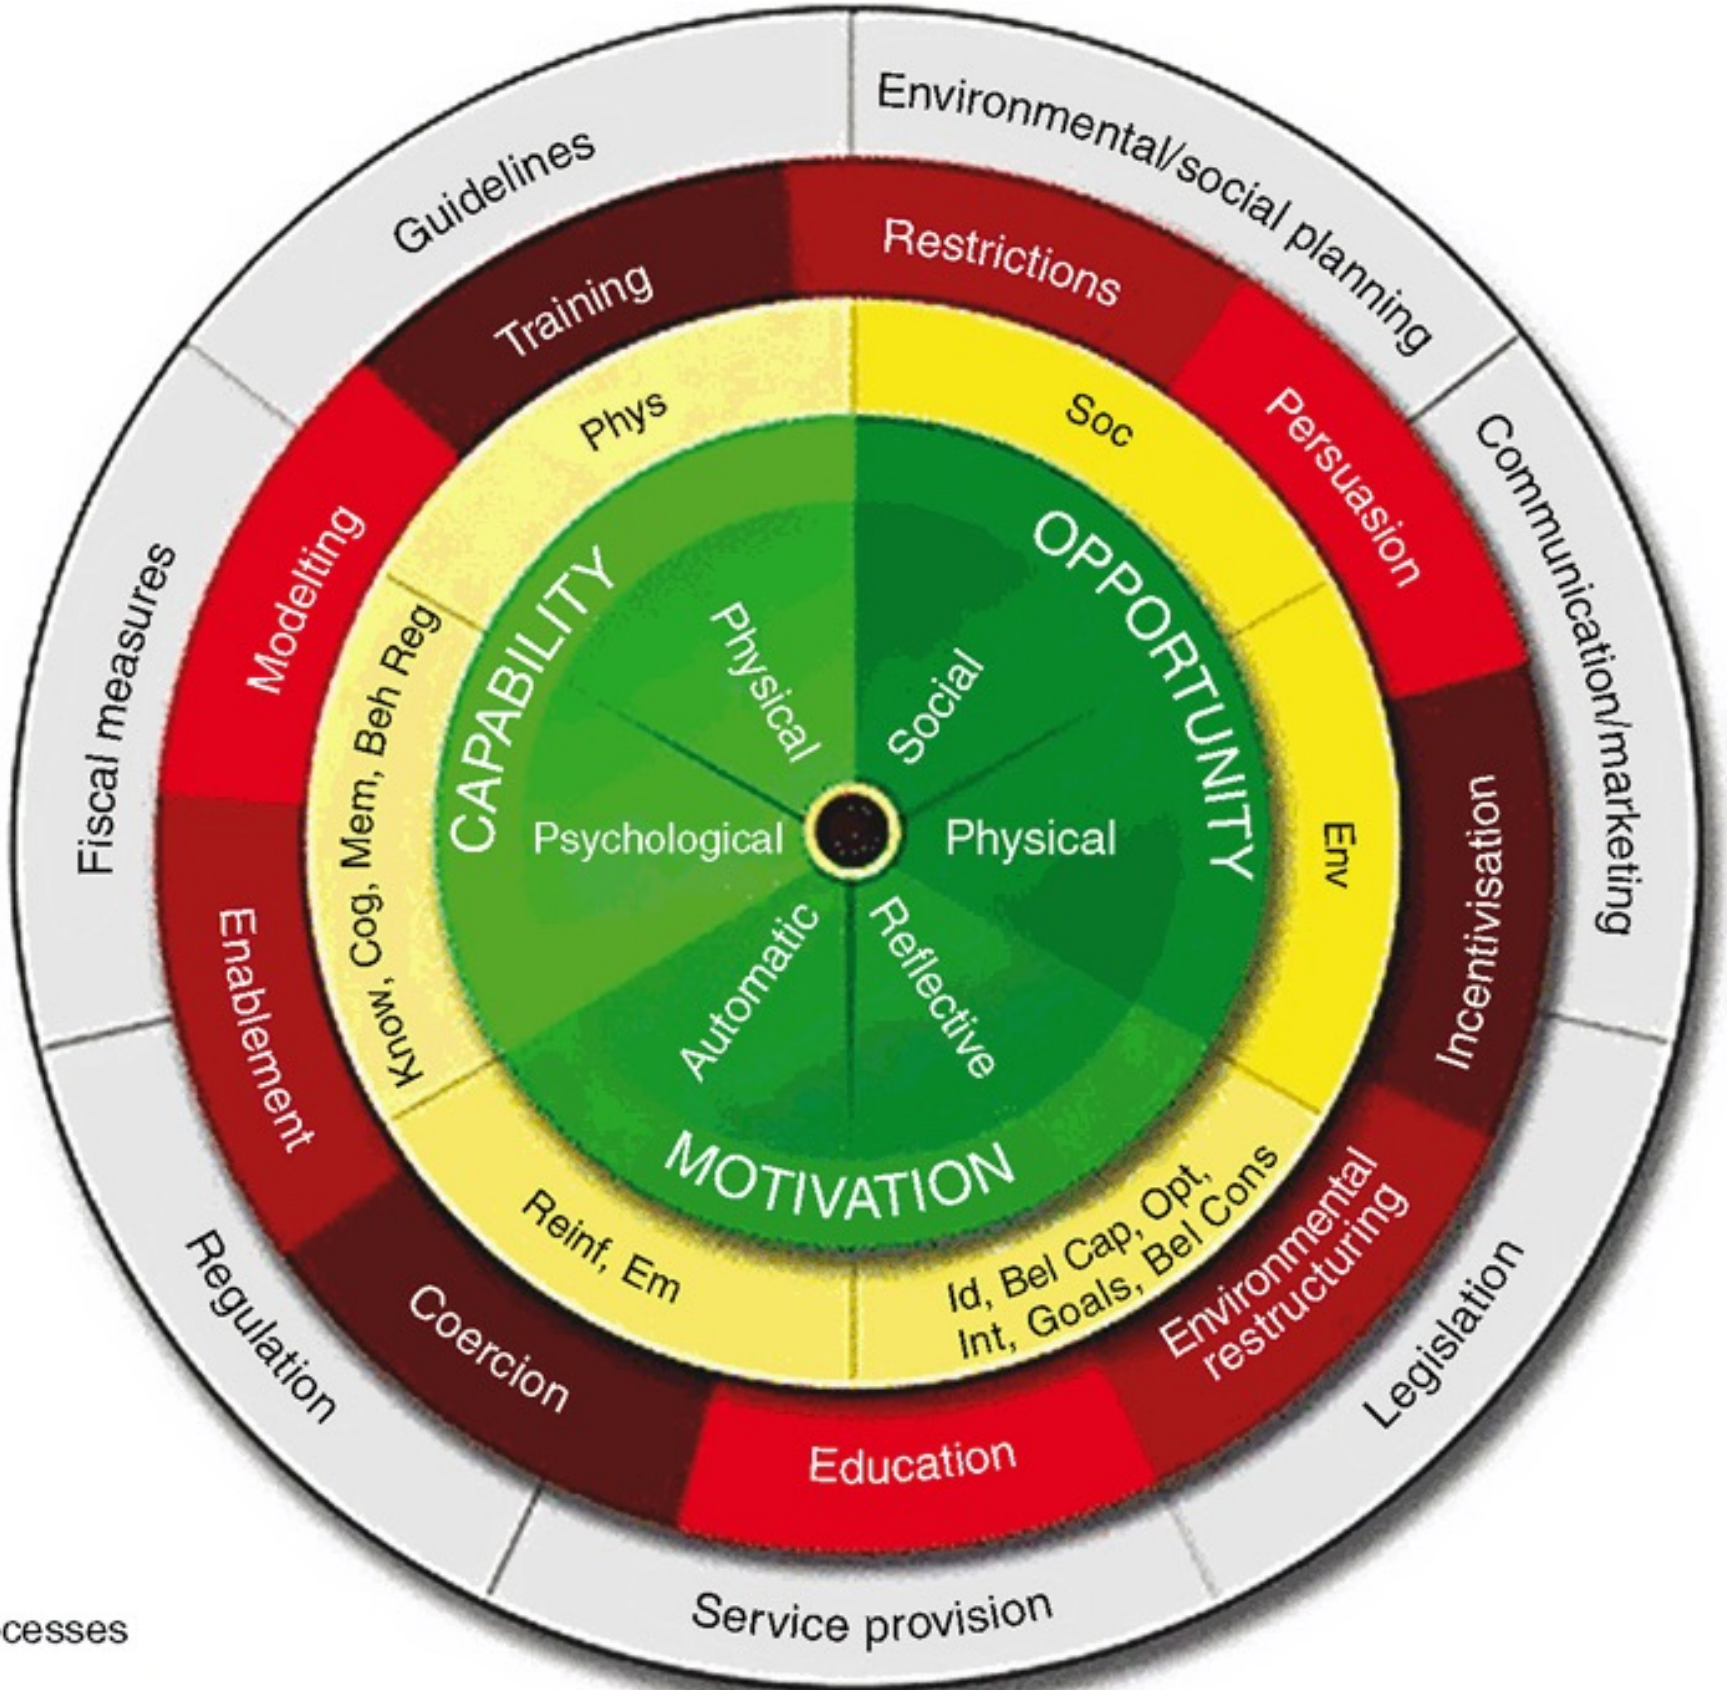 Guidelines
Environmental/social planning
Communication/marketing
Legislation
Service provision
Regulation
Fiscal measures
Training
Restrictions
Persuasion
Incentivisation
Environmental
restructuring
Education
Coercion
Enablement
Modelting
Phys
Soc
Env
Id, Bel Cap, Opt,
Int, Goals, Bel Cons
Reinf, Em
Know, Cog, Mem, Beh Reg
CAPABILITY
OPPORTUNITY
MOTIVATION
Physical
Social
Physical
Reflective
Automatic
Psychological
cesses